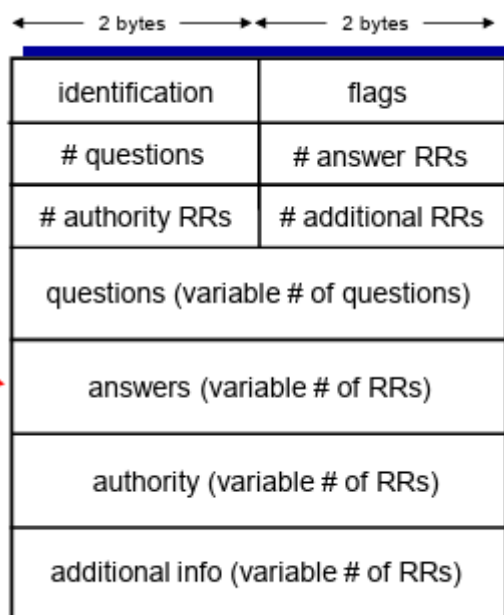 2 bytes 2 bytes
identification flags
# questions # answer RRs
# authority RRs # additional RRs
questions (variable # of questions)
answers (variable # of RRs)
authority (variable # of RRs)
additional info (variable # of RRs)